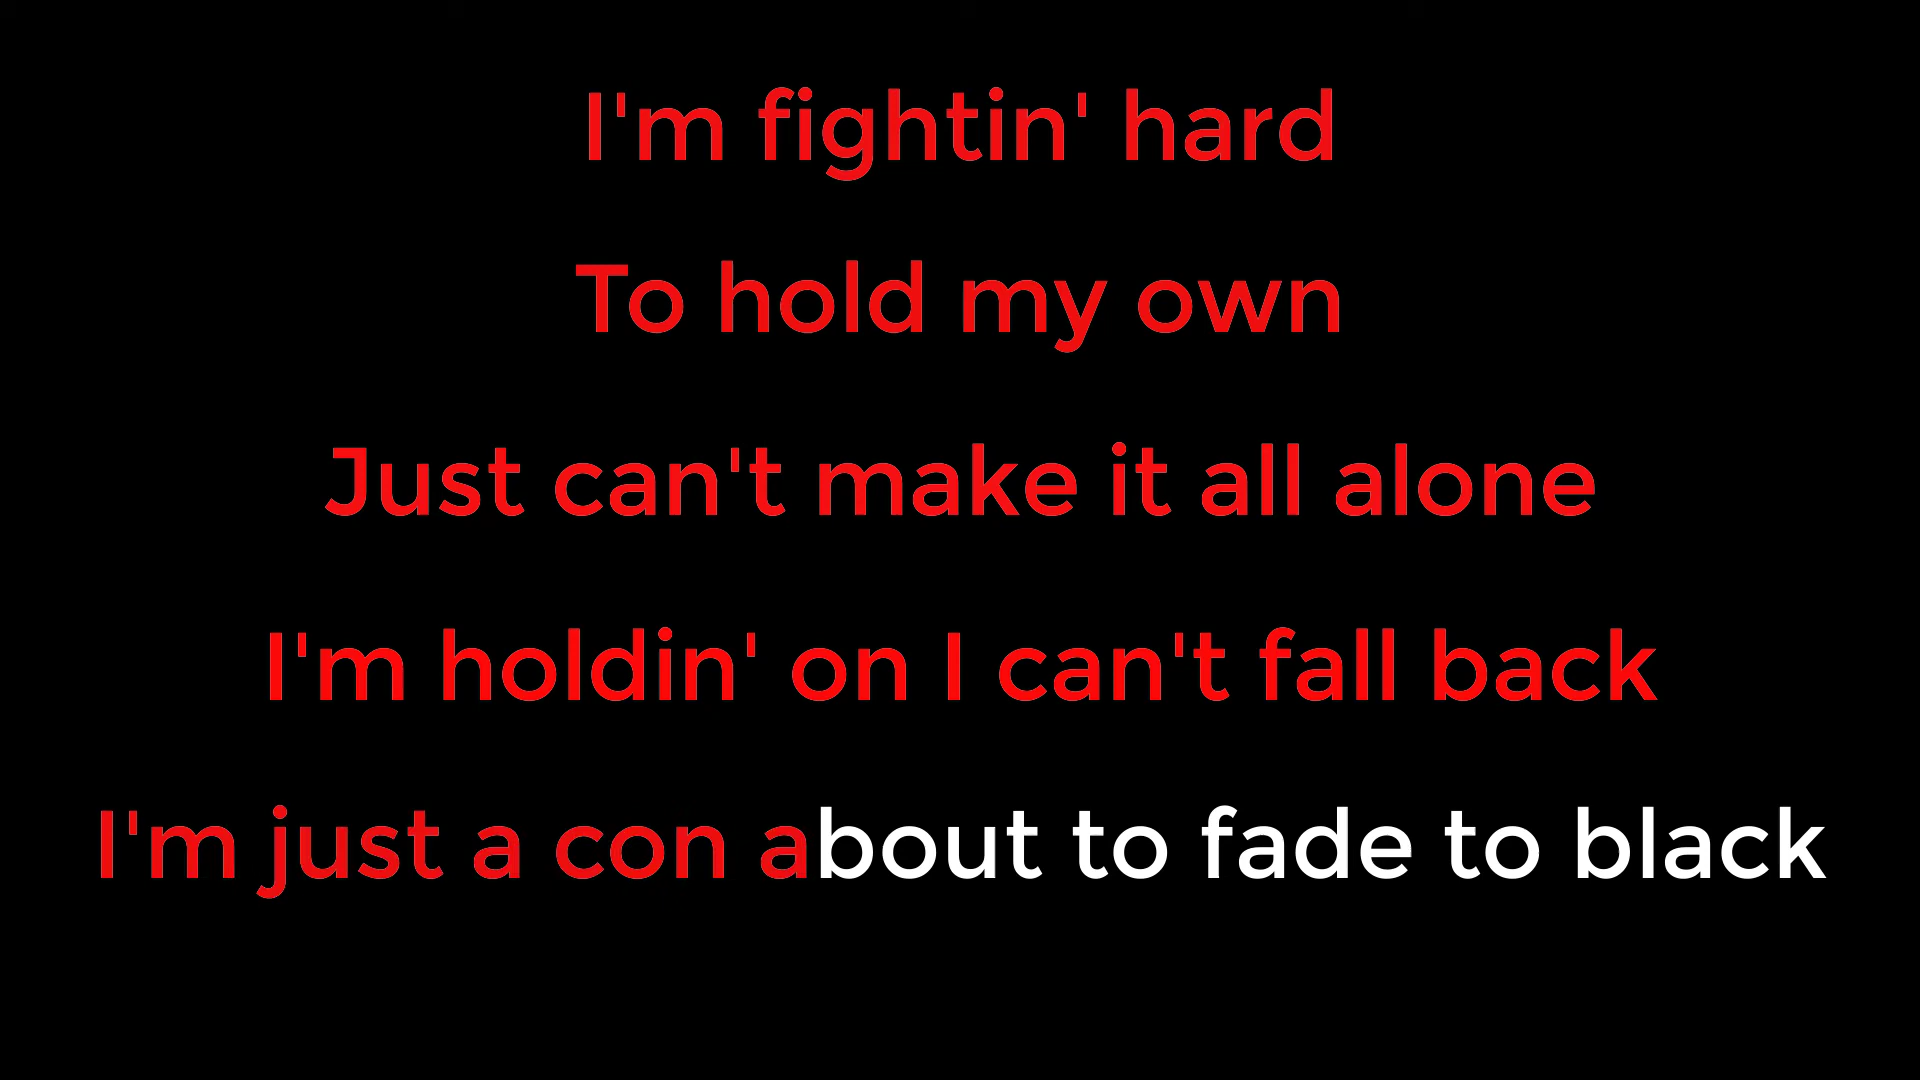 I'm fightin' hard
To hold my own
Just can't make it all alone
I'm holdin' on I can't fall back
I'm just a con about to fade to black